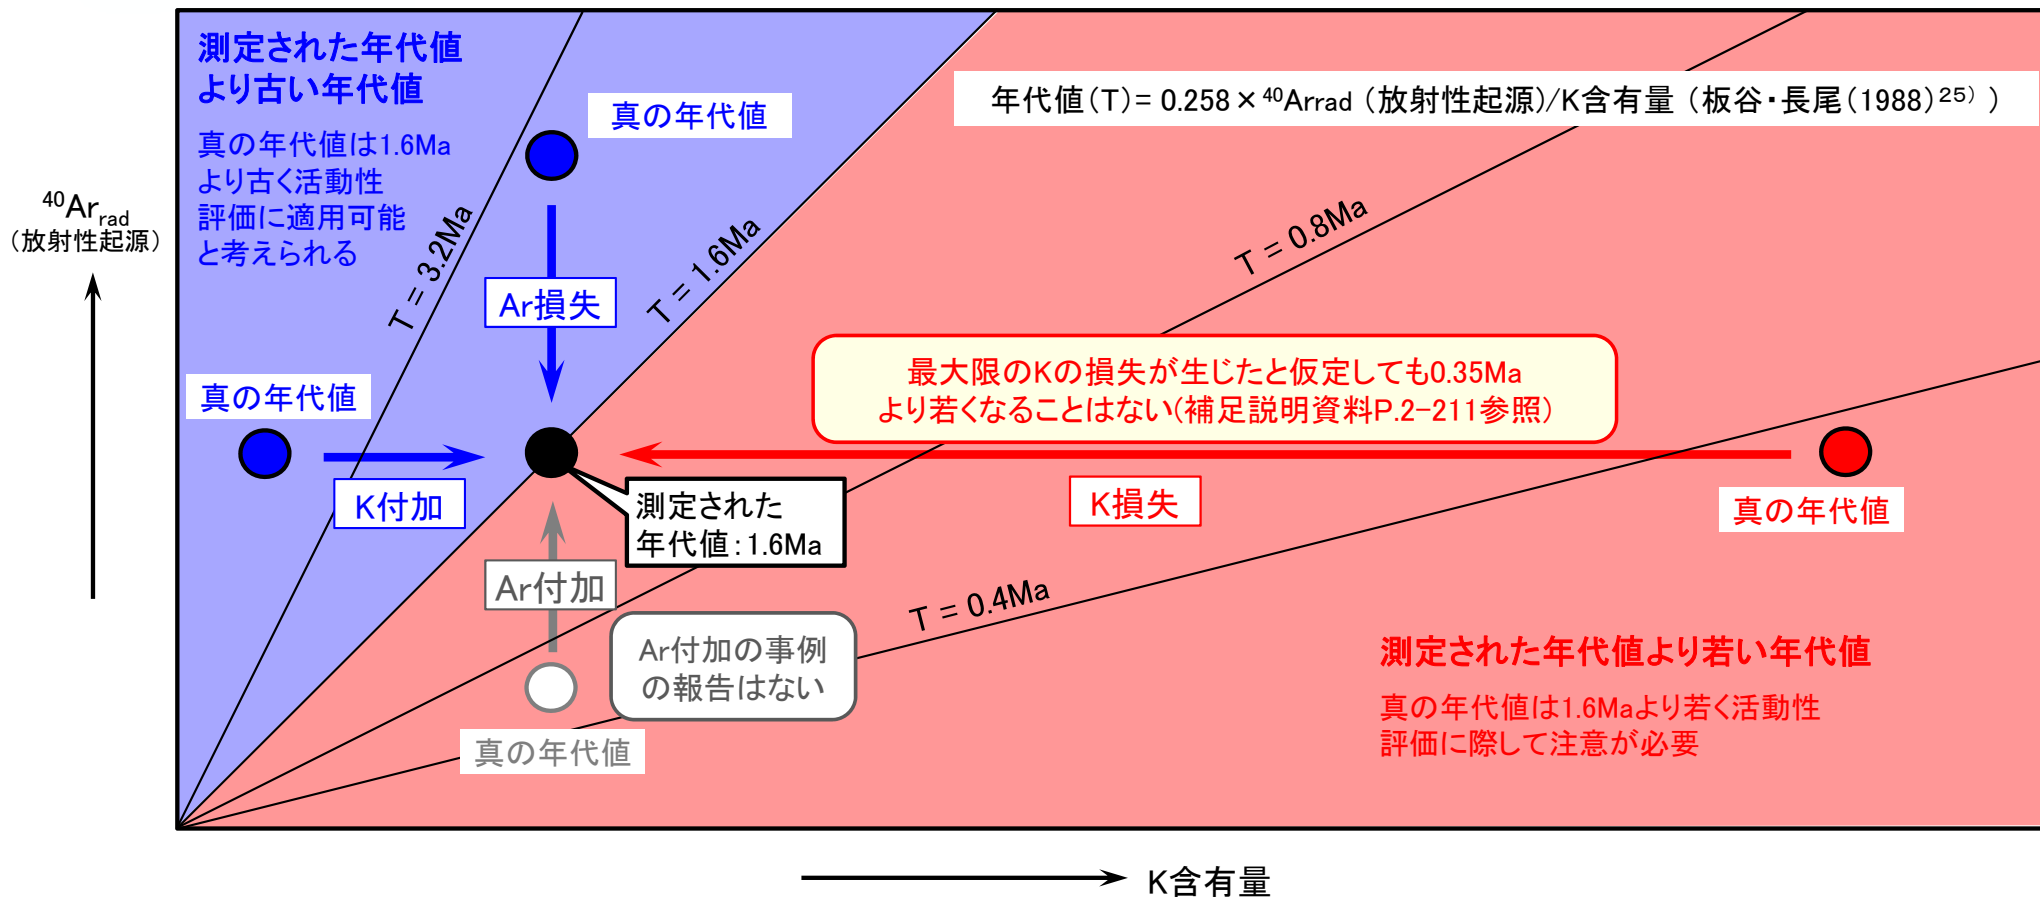 測定された年代値
より古い年代値
真の年代値は1.6Ma
より古く活動性
評価に適用可能
と考えられる
真の年代値
年代値(T)= 0.258×⁴⁰Arrad (放射性起源)/K含有量 (板谷・長尾(1988)²⁵⁾ )
⁴⁰Arrad
(放射性起源)
T = 3.2Ma
T = 1.6Ma
T = 0.8Ma
Ar損失
最大限のKの損失が生じたと仮定しても0.35Ma
より若くなることはない(補足説明資料P.2-211参照)
真の年代値
K付加
測定された
年代値:1.6Ma
K損失
真の年代値
Ar付加
T = 0.4Ma
Ar付加の事例
の報告はない
真の年代値
測定された年代値より若い年代値
真の年代値は1.6Maより若く活動性
評価に際して注意が必要
K含有量